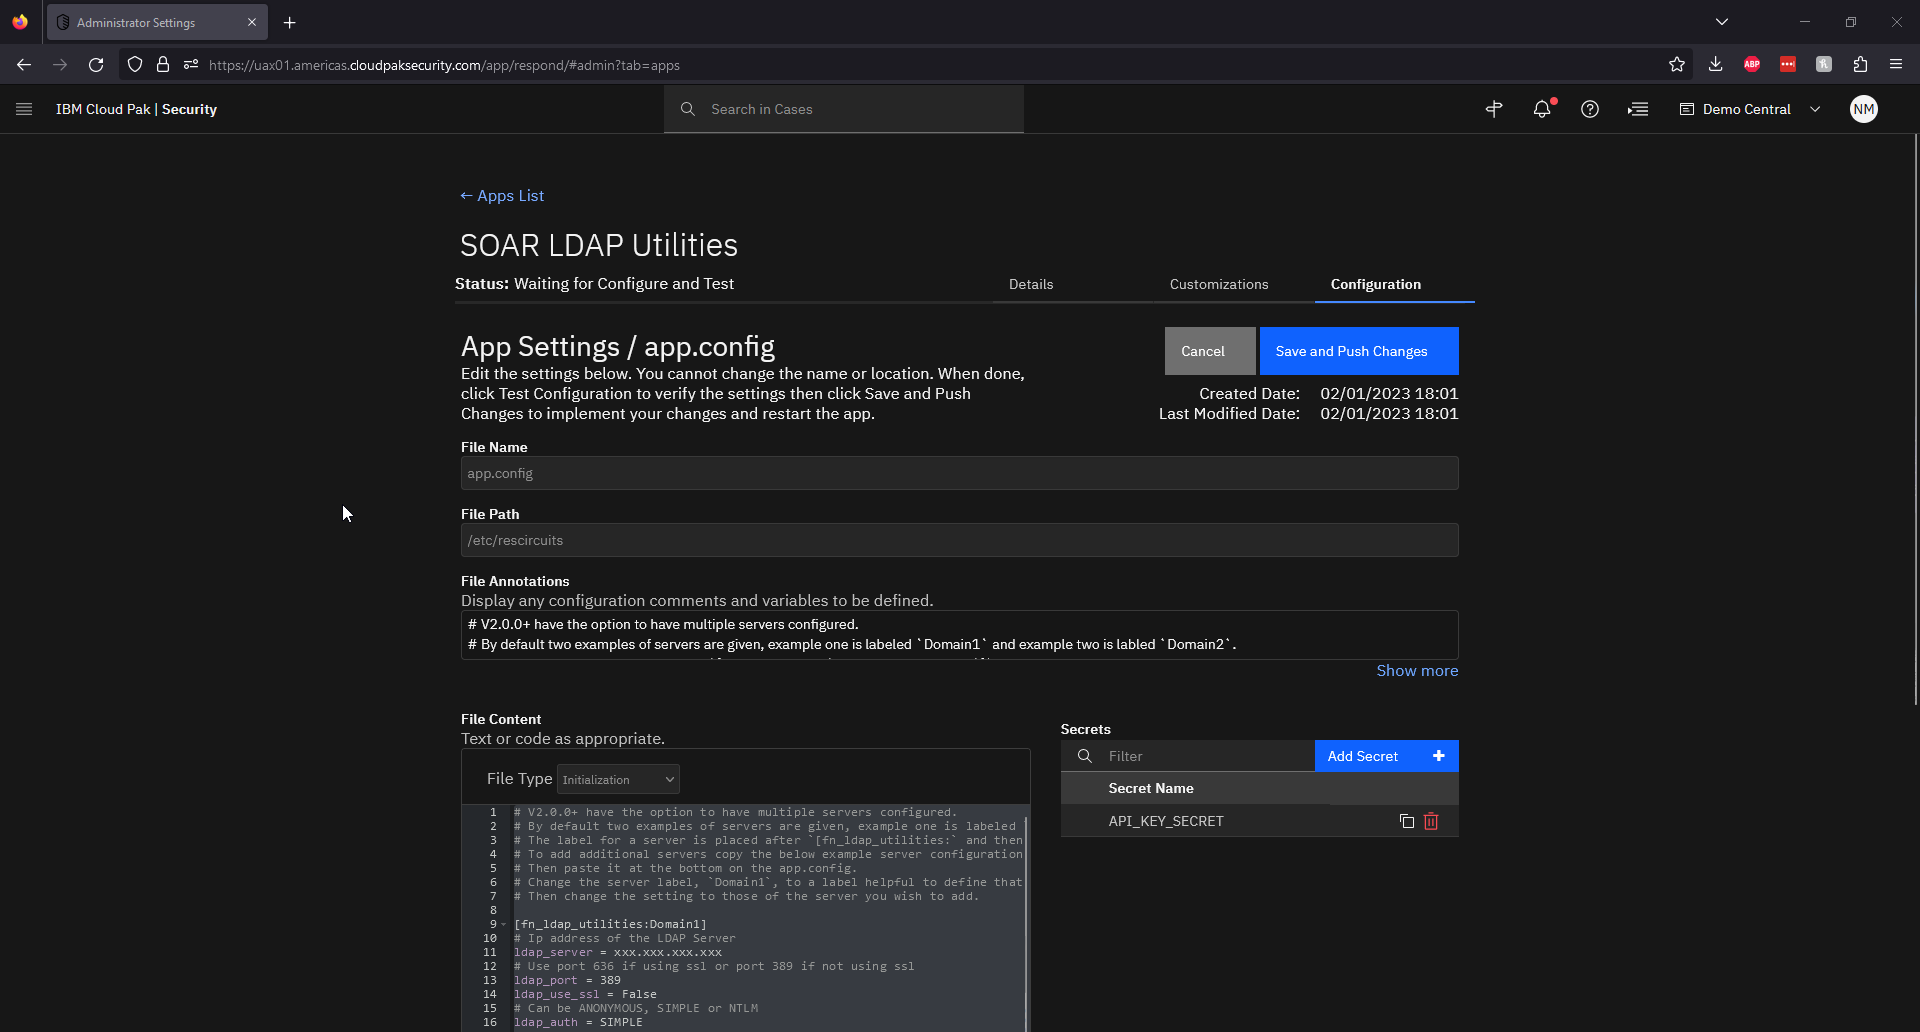 Administrator Settings
https://uax01.americas.cloudpaksecurity.com/app/respond/#admin?tab=apps
ABP
IBM Cloud Pak | Security
Search in Cases
Demo Central
NM
← Apps List
SOAR LDAP Utilities
Status: Waiting for Configure and Test
Details
Customizations
Configuration
App Settings / app.config
Cancel
Save and Push Changes
Edit the settings below. You cannot change the name or location. When done,
click Test Configuration to verify the settings then click Save and Push
Changes to implement your changes and restart the app.
Created Date: 02/01/2023 18:01
Last Modified Date: 02/01/2023 18:01
File Name
app.config
File Path
/etc/rescircuits
File Annotations
Display any configuration comments and variables to be defined.
# V2.0.0+ have the option to have multiple servers configured.
# By default two examples of servers are given, example one is labeled `Domain1` and example two is labled `Domain2`.
Show more
File Content
Text or code as appropriate.
File Type Initialization
1 # V2.0.0+ have the option to have multiple servers configured.
2 # By default two examples of servers are given, example one is labeled `
3 # The label for a server is placed after `[fn_ldap_utilities:` and then
4 # To add additional servers copy the below example server configuration
5 # Then paste it at the bottom on the app.config.
6 # Change the server label, `Domain1`, to a label helpful to define that
7 # Then change the setting to those of the server you wish to add.
8
9 [fn_ldap_utilities:Domain1]
10 # Ip address of the LDAP Server
11 ldap_server = xxx.xxx.xxx.xxx
12 # Use port 636 if using ssl or port 389 if not using ssl
13 ldap_port = 389
14 ldap_use_ssl = False
15 # Can be ANONYMOUS, SIMPLE or NTLM
16 ldap_auth = SIMPLE
Secrets
Filter
Add Secret +
Secret Name
API_KEY_SECRET